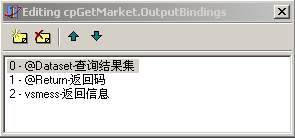 Editing cpGetMarket.OutputBindings
0 - @Dataset-查询结果集
1 - @Return-返回码
2 - vsmess-返回信息